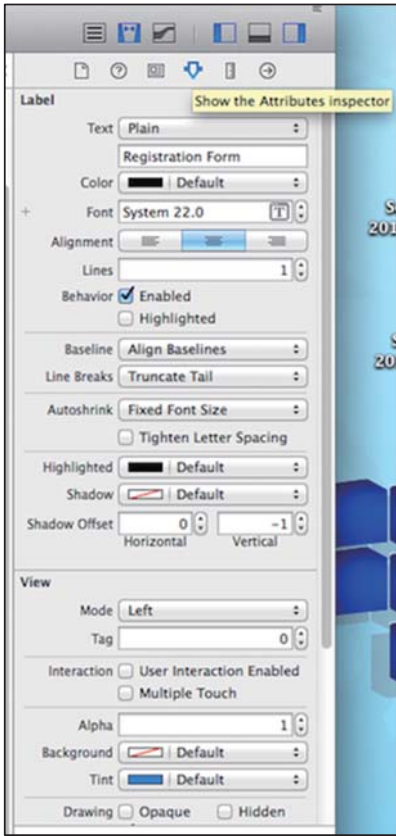 Show the Attributes inspector
Label
Text Plain
Registration Form
Color Default
+ Font System 22.0 T
Alignment
Lines 1
Behavior Enabled
Highlighted
Baseline Align Baselines
Line Breaks Truncate Tail
Autoshrink Fixed Font Size
Tighten Letter Spacing
Highlighted Default
Shadow Default
Shadow Offset 0 -1
Horizontal Vertical
View
Mode Left
Tag 0
Interaction User Interaction Enabled
Multiple Touch
Alpha 1
Background Default
Tint Default
Drawing Opaque Hidden